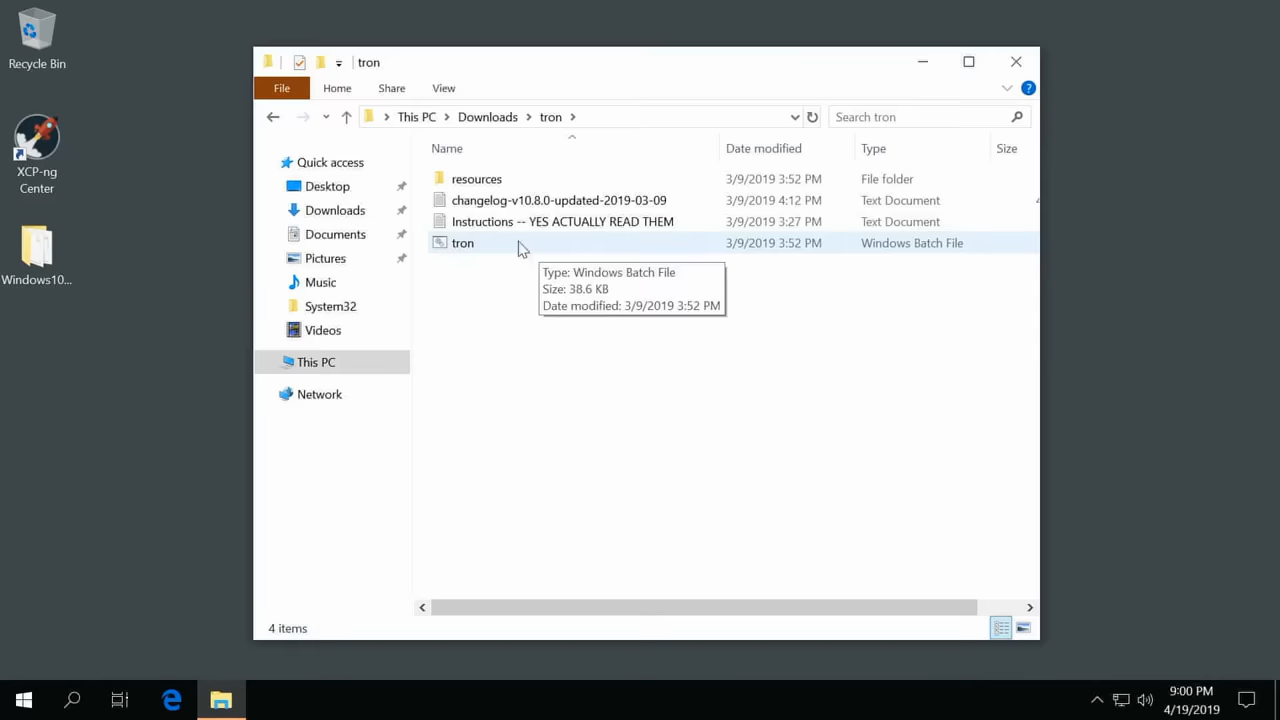 Recycle Bin
XCP-ng
Center
Windows10...
tron
File
Home
Share
View
This PC
Downloads
tron
Search tron
Name
Date modified
Type
Size
Quick access
Desktop
Downloads
Documents
Pictures
Music
System32
Videos
This PC
Network
resources
3/9/2019 3:52 PM
File folder
changelog-v10.8.0-updated-2019-03-09
3/9/2019 4:12 PM
Text Document
Instructions -- YES ACTUALLY READ THEM
3/9/2019 3:27 PM
Text Document
tron
3/9/2019 3:52 PM
Windows Batch File
Type: Windows Batch File
Size: 38.6 KB
Date modified: 3/9/2019 3:52 PM
4 items
9:00 PM
4/19/2019